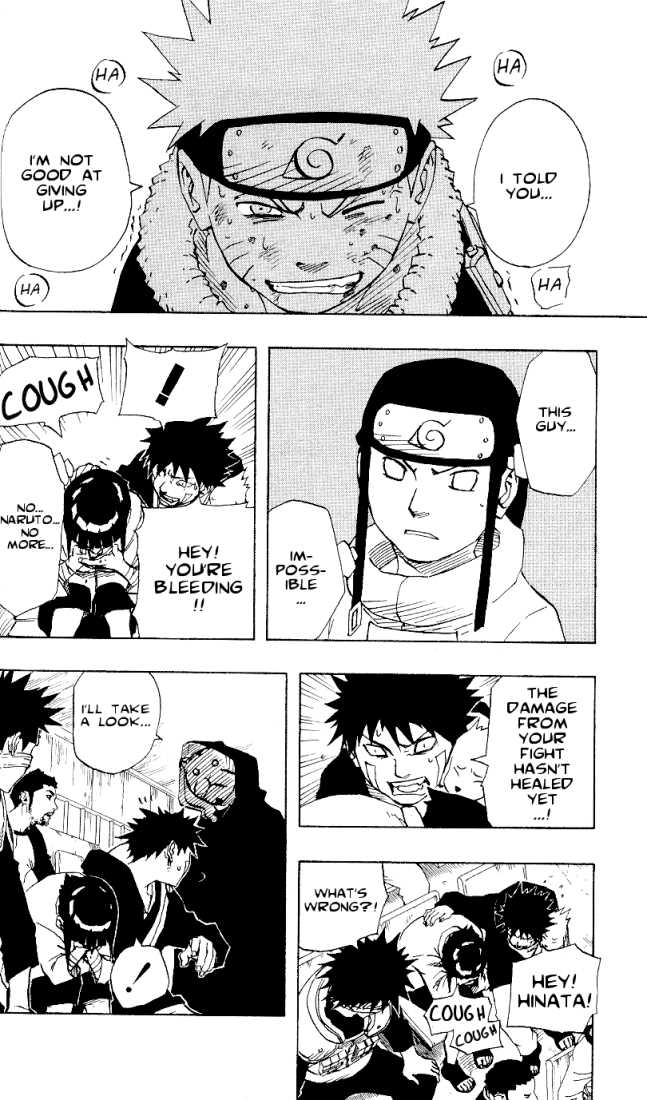 HA
I TOLD
YOU...
HA
HA
I'M NOT
GOOD AT
GIVING
UP...!
HA
THIS
GUY...
IM-
POSS-
IBLE
...
!
COUGH
HEY!
YOU'RE
BLEEDING
!!
NO...
NARUTO...
NO
MORE...
THE
DAMAGE
FROM
YOUR
FIGHT
HASN'T
HEALED
YET
...!
I'LL TAKE
A LOOK...
!
WHAT'S
WRONG?!
HEY!
HINATA!
COUGH
COUGH